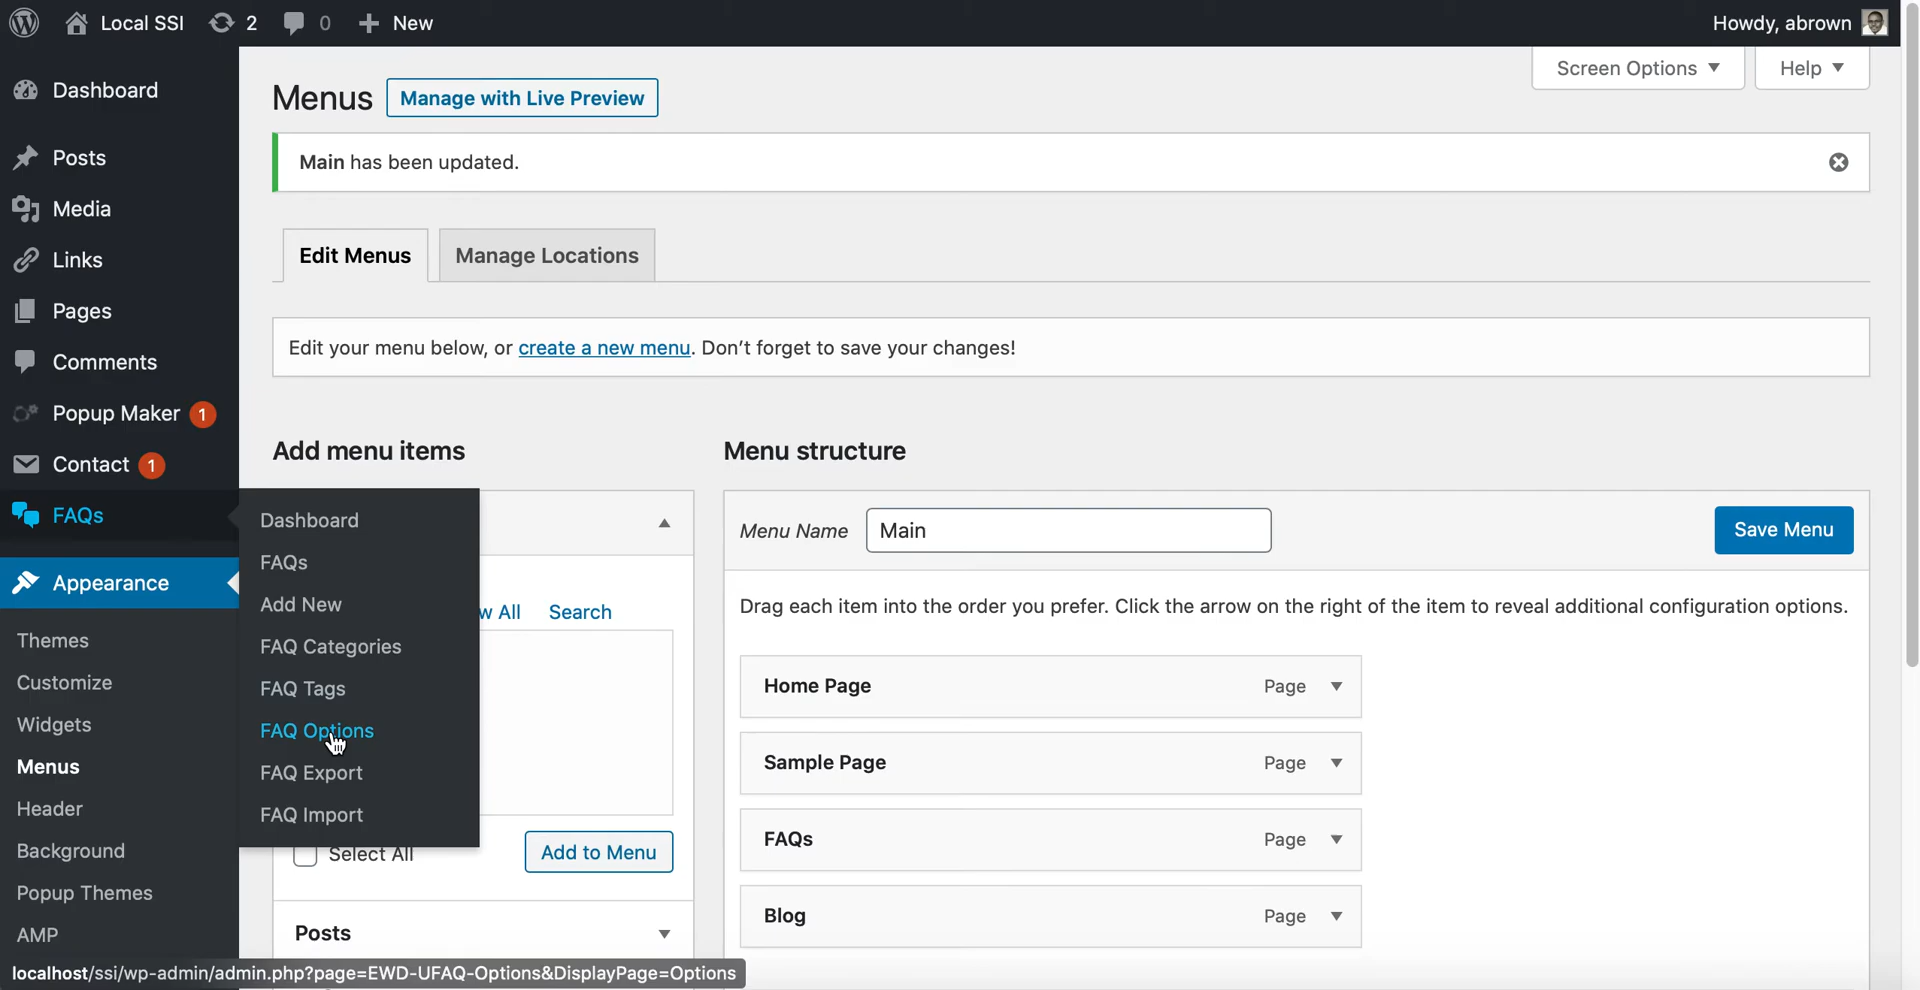 Local SSI 2 0 + New Howdy, abrown
Dashboard
Posts
Media
Links
Pages
Comments
Popup Maker 1
Contact 1
FAQs
Appearance
Themes
Customize
Widgets
Menus
Header
Background
Popup Themes
AMP
Dashboard
FAQs
Add New
FAQ Categories
FAQ Tags
FAQ Options
FAQ Export
FAQ Import
Screen Options Help
Menus Manage with Live Preview
Main has been updated.
Edit Menus Manage Locations
Edit your menu below, or create a new menu. Don’t forget to save your changes!
Add menu items
w All Search
Select All Add to Menu
Posts
Menu structure
Menu Name Main Save Menu
Drag each item into the order you prefer. Click the arrow on the right of the item to reveal additional configuration options.
Home Page Page
Sample Page Page
FAQs Page
Blog Page
localhost/ssi/wp-admin/admin.php?page=EWD-UFAQ-Options&DisplayPage=Options